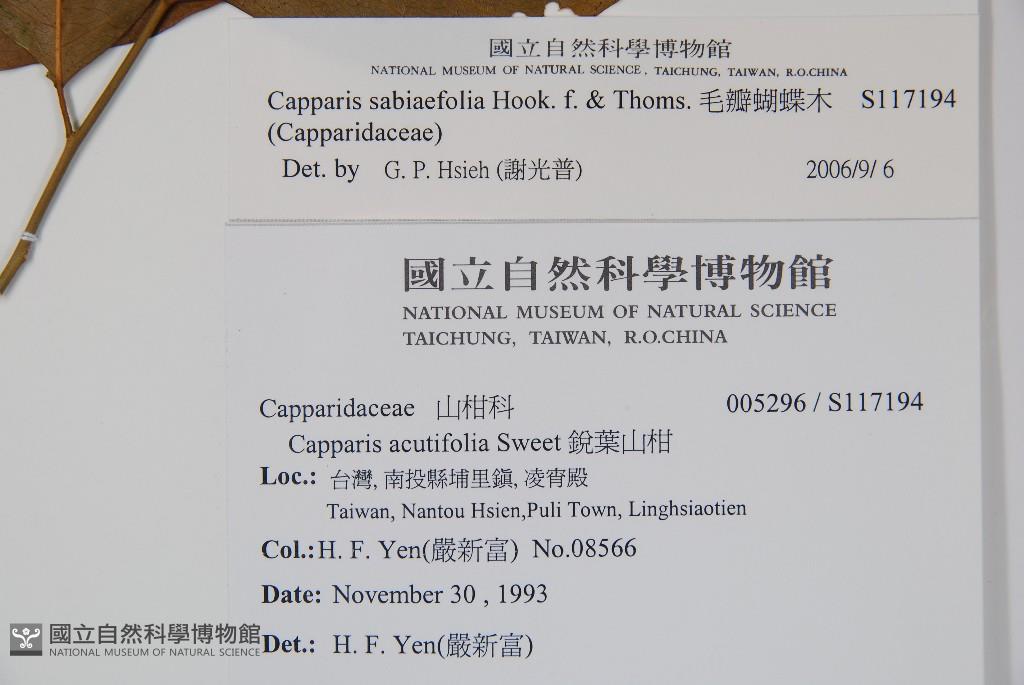 國立自然科學博物館
NATIONAL MUSEUM OF NATURAL SCIENCE, TAICHUNG, TAIWAN, R.O.CHINA
Capparis sabiaefolia Hook. f. & Thoms. 毛瓣蝴蝶木 S117194
(Capparidaceae)
Det. by G. P. Hsieh (謝光普) 2006/9/ 6
國立自然科學博物館
NATIONAL MUSEUM OF NATURAL SCIENCE
TAICHUNG, TAIWAN, R.O.CHINA
Capparidaceae 山柑科 005296 / S117194
Capparis acutifolia Sweet 銳葉山柑
Loc.: 台灣, 南投縣埔里鎮, 凌霄殿
Taiwan, Nantou Hsien,Puli Town, Linghsiaotien
Col.:H. F. Yen(嚴新富) No.08566
Date: November 30 , 1993
Det.: H. F. Yen(嚴新富)
國立自然科學博物館
NATIONAL MUSEUM OF NATURAL SCIENCE